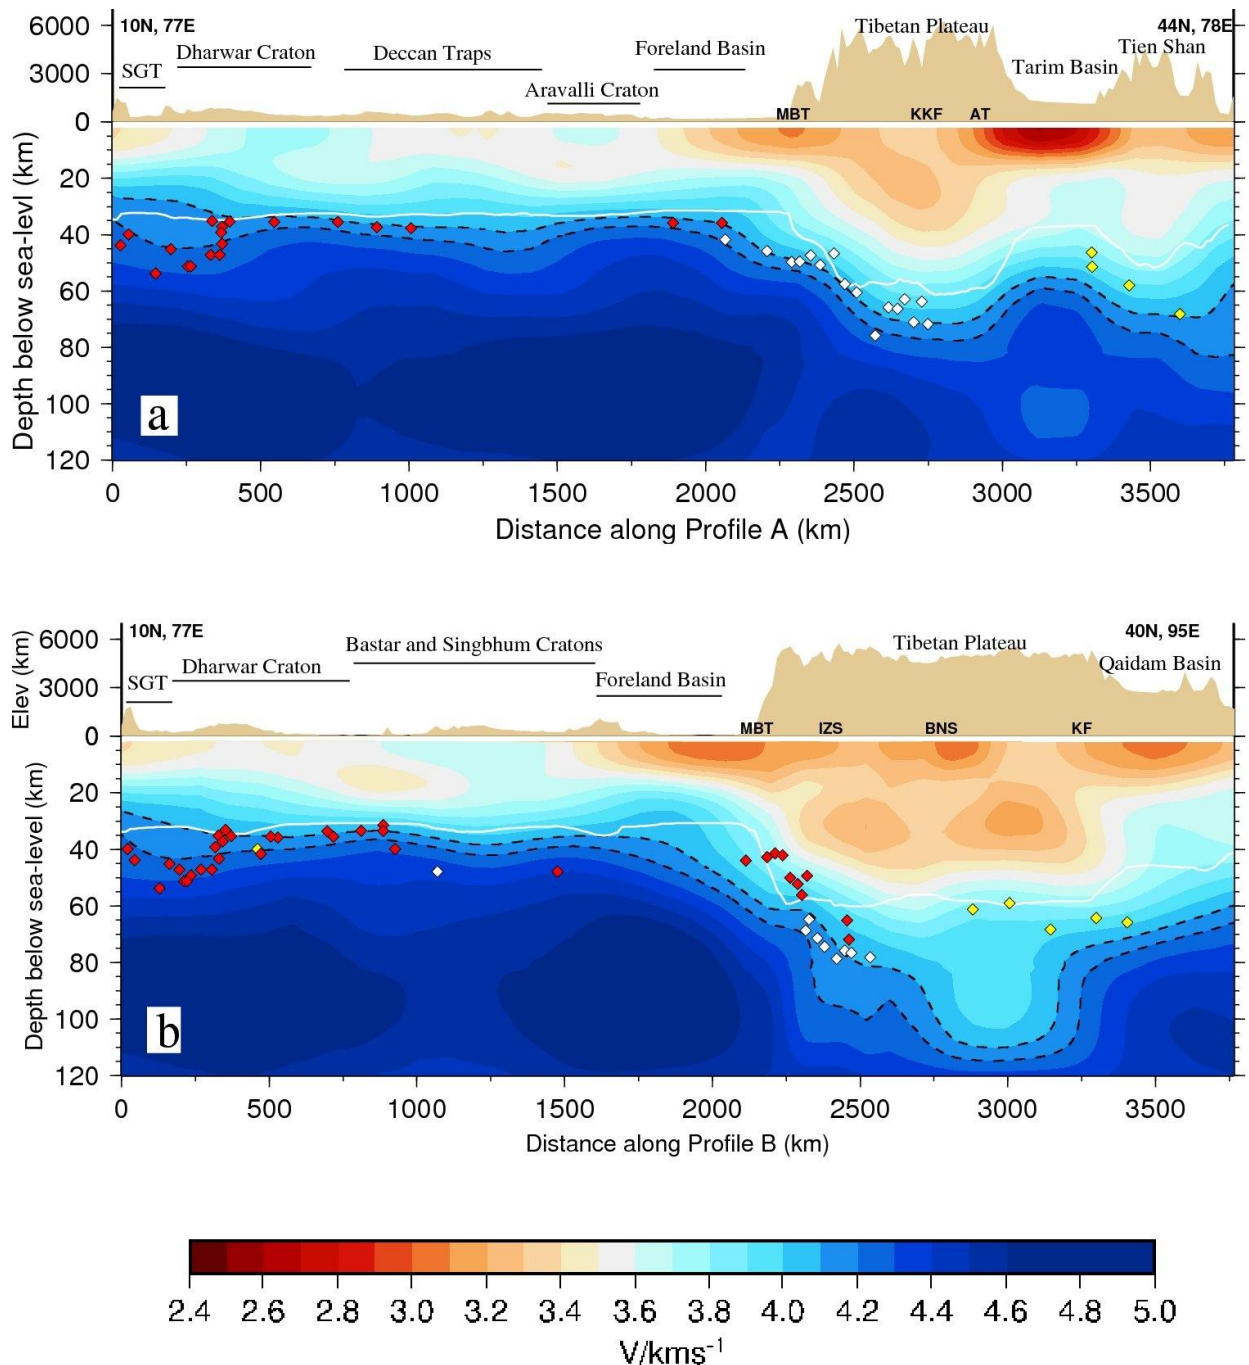 6000
3000
0
20
40
60
80
100
120
Depth below sea-levl (km)
10N, 77E
44N, 78E
SGT
Dharwar Craton
Deccan Traps
Aravalli Craton
Foreland Basin
Tibetan Plateau
Tarim Basin
Tien Shan
MBT
KKF
AT
a
0 500 1000 1500 2000 2500 3000 3500
Distance along Profile A (km)
Elev (km)
6000
3000
0
20
40
60
80
100
120
Depth below sea-level (km)
10N, 77E
40N, 95E
SGT
Dharwar Craton
Bastar and Singbhum Cratons
Foreland Basin
Tibetan Plateau
Qaidam Basin
MBT
IZS
BNS
KF
b
0 500 1000 1500 2000 2500 3000 3500
Distance along Profile B (km)
2.4 2.6 2.8 3.0 3.2 3.4 3.6 3.8 4.0 4.2 4.4 4.6 4.8 5.0
V/kms⁻¹